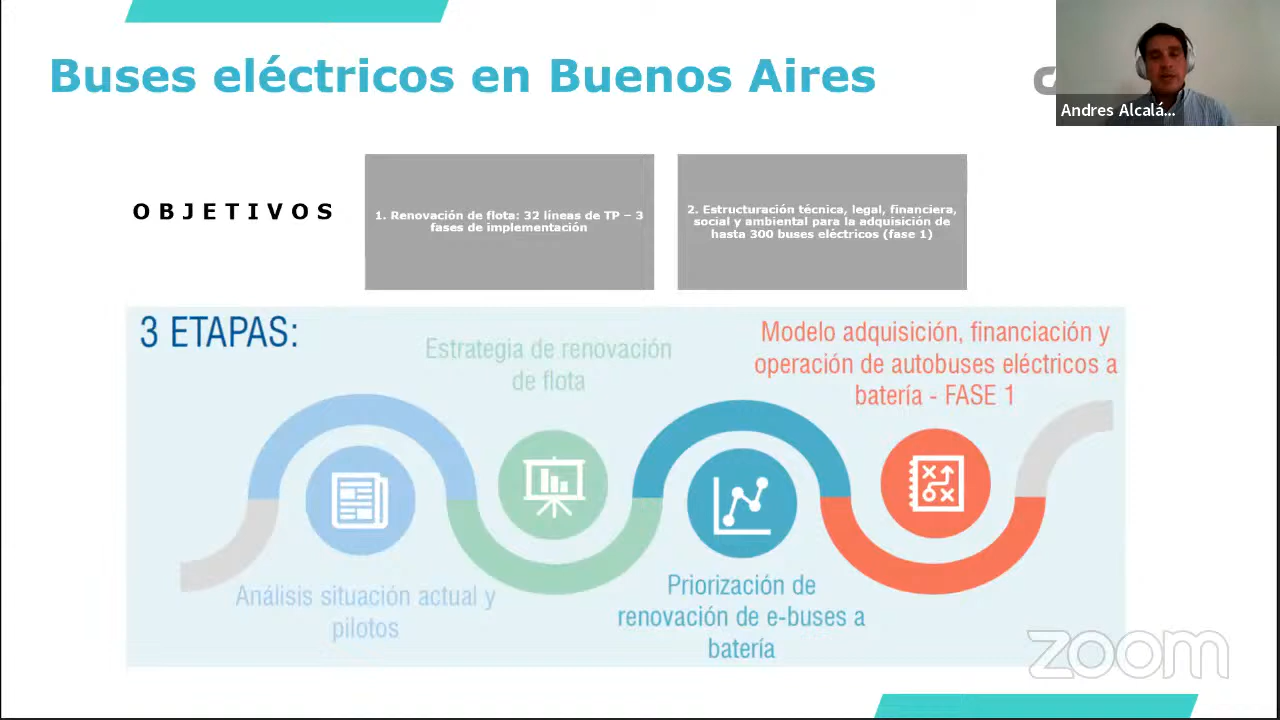 Buses eléctricos en Buenos Aires
Andres Alcalá...
OBJETIVOS
1. Renovación de flota: 32 líneas de TP – 3
fases de implementación
2. Estructuración técnica, legal, financiera,
social y ambiental para la adquisición de
hasta 300 buses eléctricos (fase 1)
3 ETAPAS:
Estrategia de renovación
de flota
Modelo adquisición, financiación y
operación de autobuses eléctricos a
batería - FASE 1
Análisis situación actual y
pilotos
Priorización de
renovación de e-buses a
batería
zoom